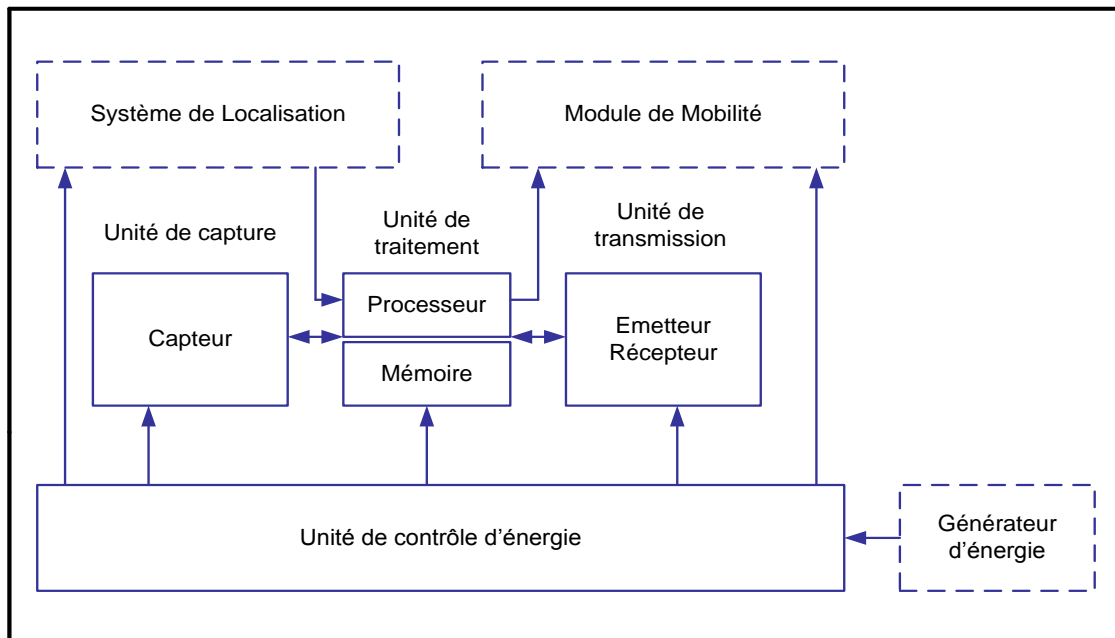 Système de Localisation
Module de Mobilité
Unité de capture
Unité de
traitement
Unité de
transmission
Capteur
Processeur
Mémoire
Emetteur
Récepteur
Unité de contrôle d’énergie
Générateur
d’énergie